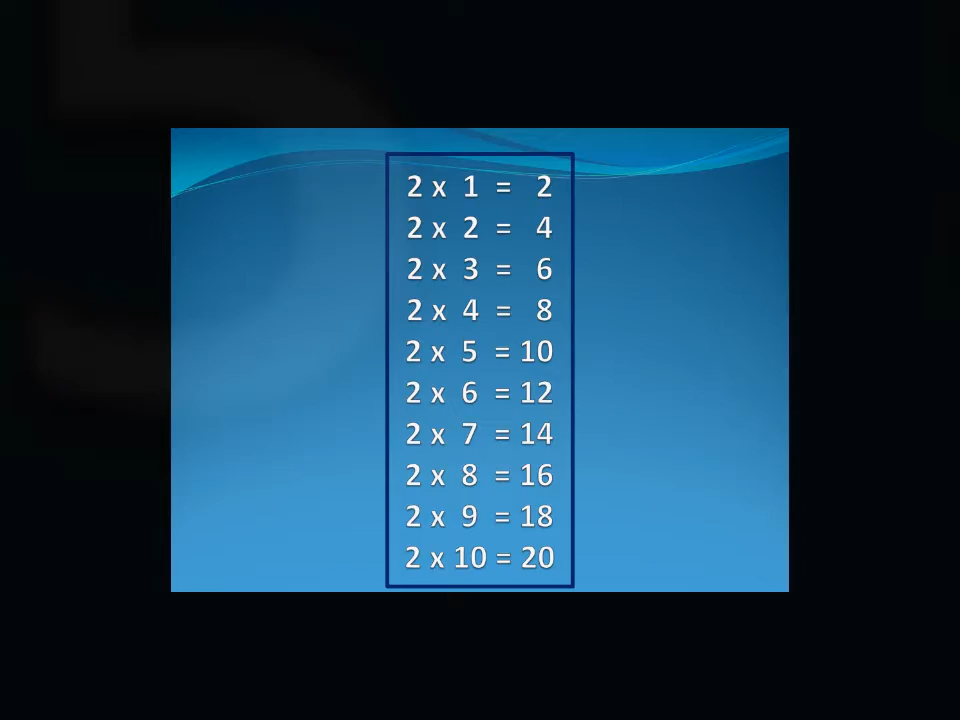 2 x 1 = 2
2 x 2 = 4
2 x 3 = 6
2 x 4 = 8
2 x 5 = 10
2 x 6 = 12
2 x 7 = 14
2 x 8 = 16
2 x 9 = 18
2 x 10 = 20